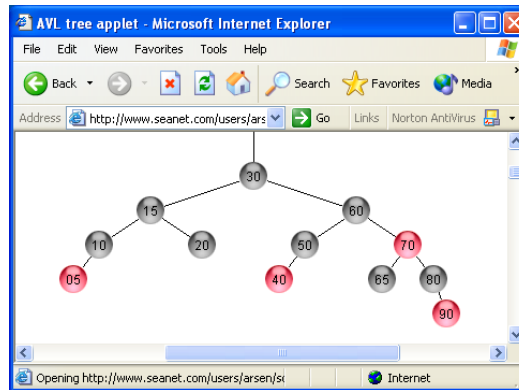 AVL tree applet - Microsoft Internet Explorer
File Edit View Favorites Tools Help
Back Search Favorites Media »
Address http://www.seanet.com/users/ars Go Links Norton AntiVirus
30
15 60
10 20 50 70
05 40 65 80
90
Opening http://www.seanet.com/users/arsen/so Internet